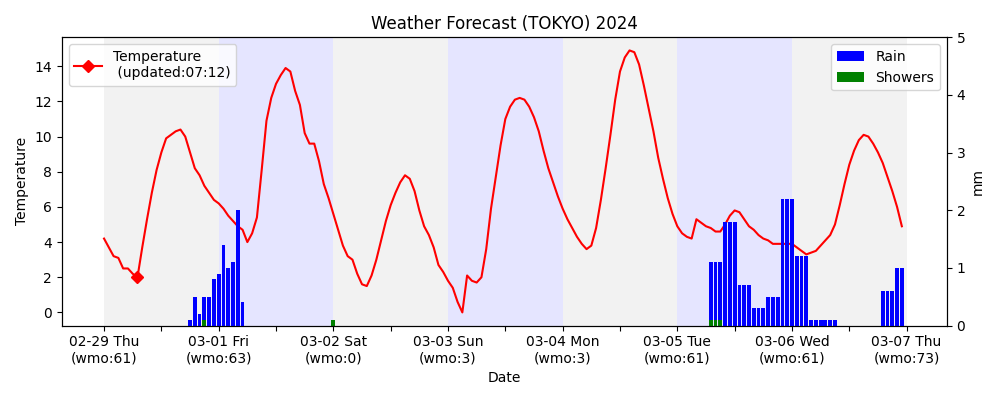 Weather Forecast (TOKYO) 2024
Temperature
(updated:07:12)
Rain
Showers
Temperature
14
12
10
8
6
4
2
0
5
4
3
2
1
0
mm
02-29 Thu
(wmo:61)
03-01 Fri
(wmo:63)
03-02 Sat
(wmo:0)
03-03 Sun
(wmo:3)
03-04 Mon
(wmo:3)
03-05 Tue
(wmo:61)
03-06 Wed
(wmo:61)
03-07 Thu
(wmo:73)
Date